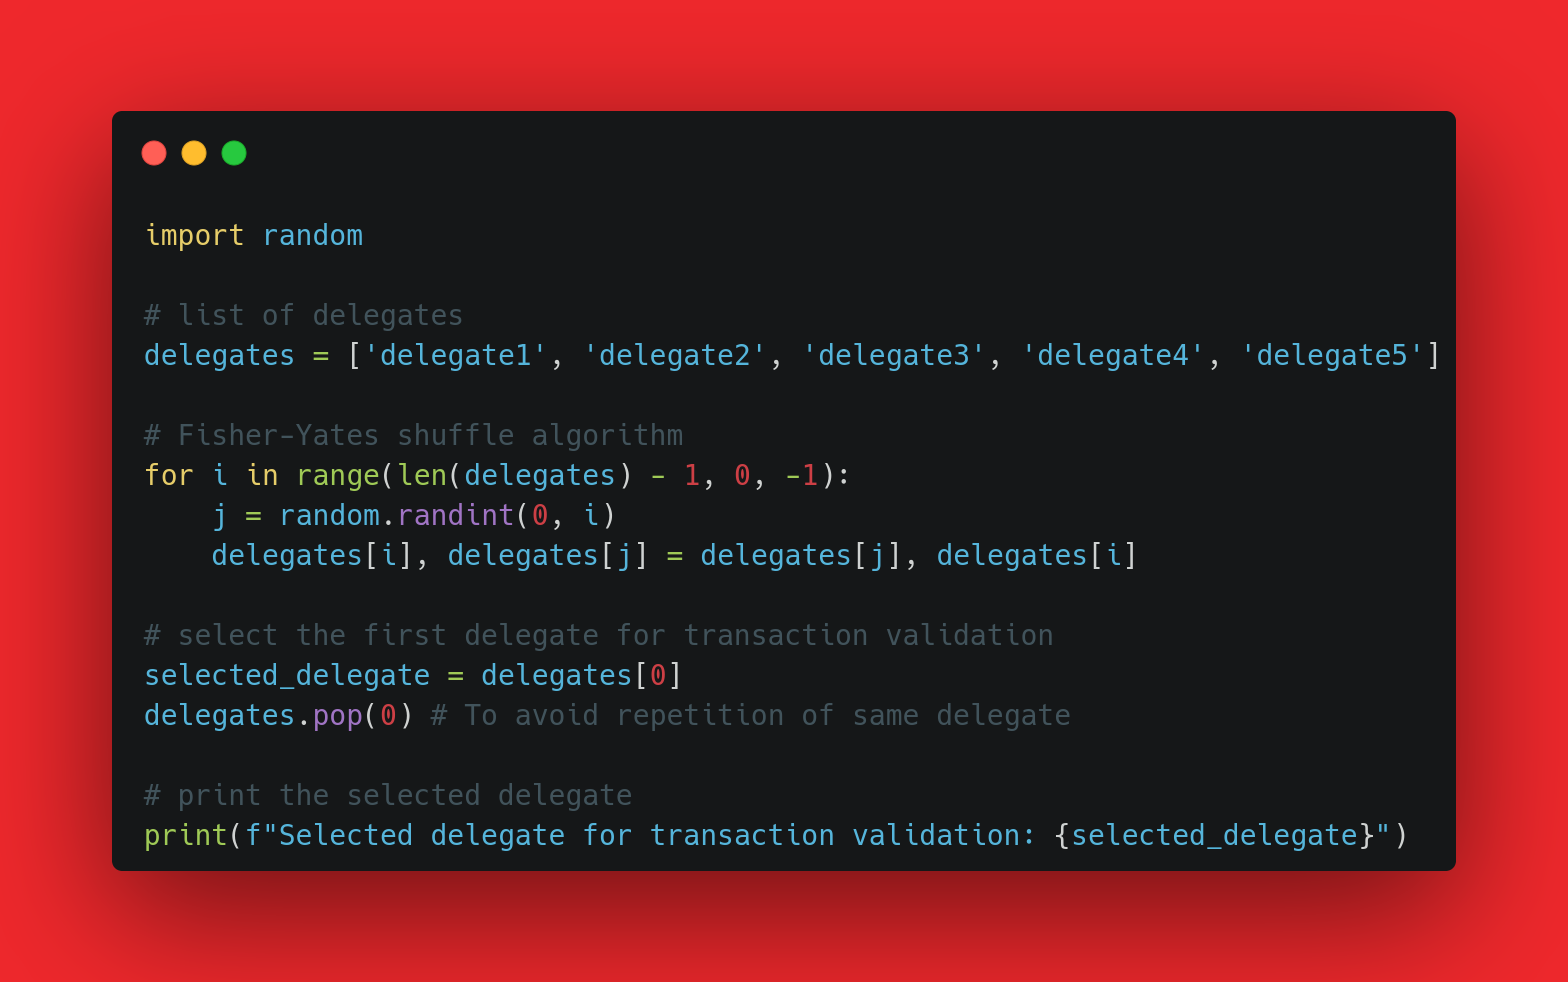 import random
# list of delegates
delegates = ['delegate1', 'delegate2', 'delegate3', 'delegate4', 'delegate5']
# Fisher-Yates shuffle algorithm
for i in range(len(delegates) - 1, 0, -1):
    j = random.randint(0, i)
    delegates[i], delegates[j] = delegates[j], delegates[i]
# select the first delegate for transaction validation
selected_delegate = delegates[0]
delegates.pop(0) # To avoid repetition of same delegate
# print the selected delegate
print(f"Selected delegate for transaction validation: {selected_delegate}")